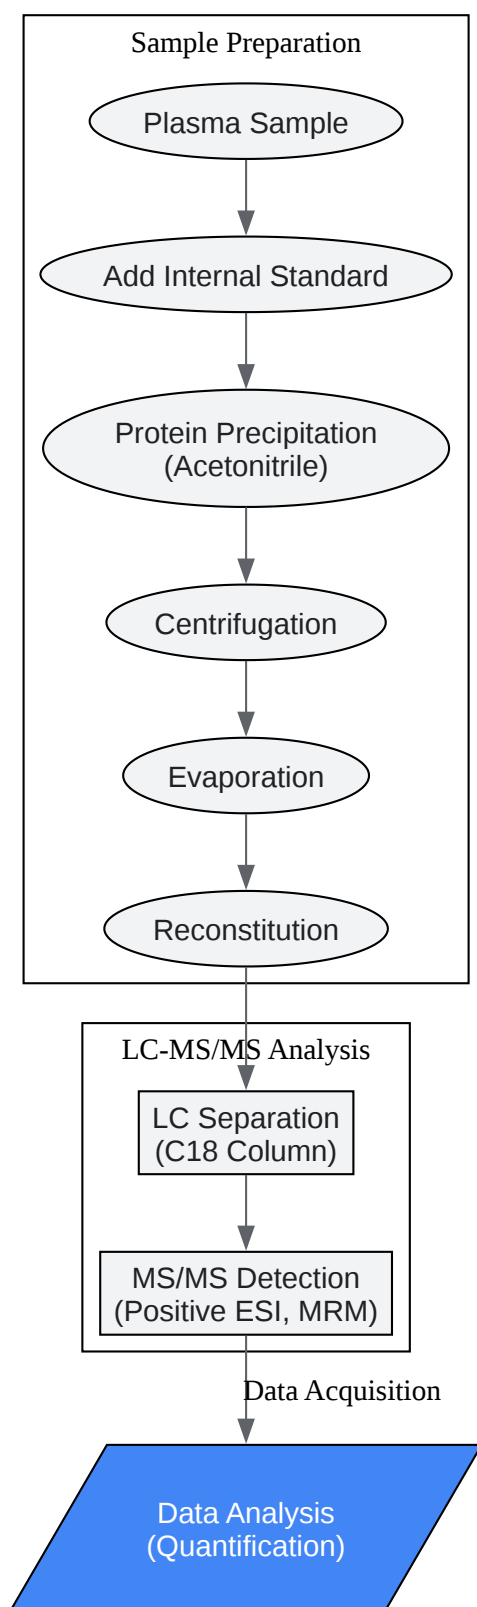 Sample Preparation
Plasma Sample
Add Internal Standard
Protein Precipitation
(Acetonitrile)
Centrifugation
Evaporation
Reconstitution
LC-MS/MS Analysis
LC Separation
(C18 Column)
MS/MS Detection
(Positive ESI, MRM)
Data Acquisition
Data Analysis
(Quantification)